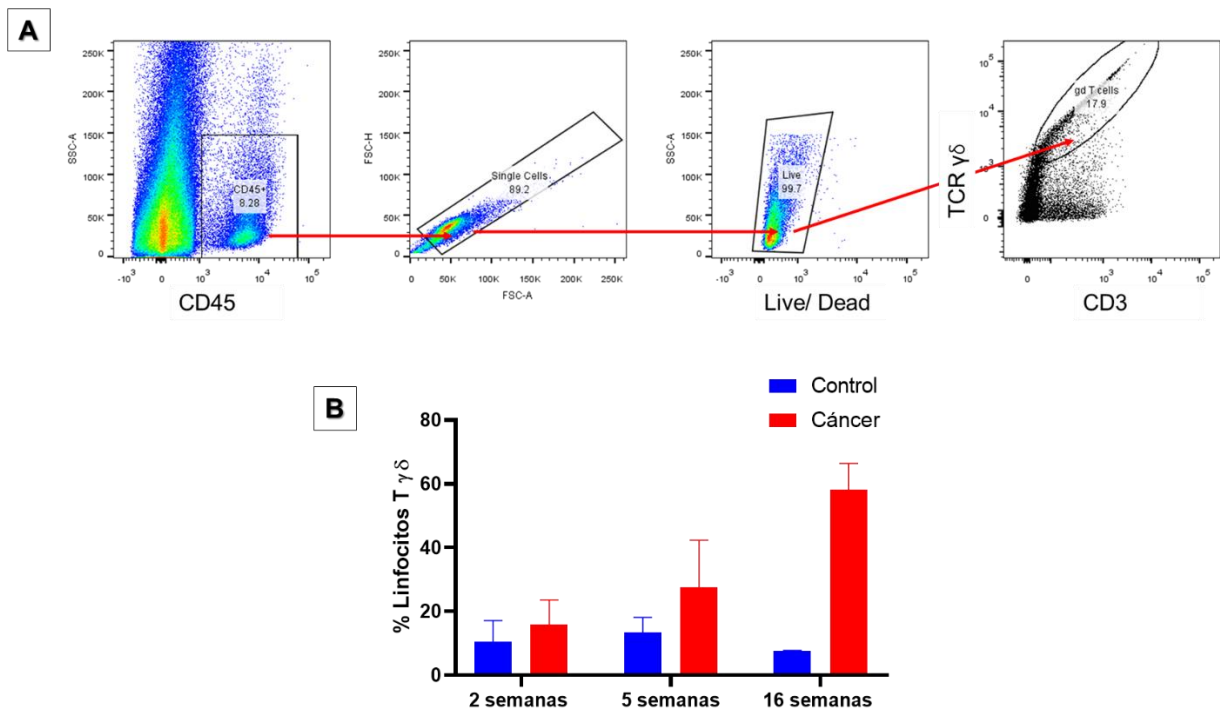 A
250K
200K
150K
100K
50K
0
SSC-A
CD45+
8.28
-10³ 0 10³ 10⁴ 10⁵
CD45
250K
200K
150K
100K
50K
0
FSC-H
Single Cells
89.2
0 50K 100K 150K 200K 250K
FSC-A
250K
200K
150K
100K
50K
0
SSC-A
Live
99.7
-10³ 0 10³ 10⁴ 10⁵
Live/ Dead
10⁵
10⁴
10³
0
TCR γδ
gd T cells
17.9
0 10³ 10⁴ 10⁵
CD3
B
Control
Cáncer
% Linfocitos T γ δ
80
60
40
20
0
2 semanas 5 semanas 16 semanas